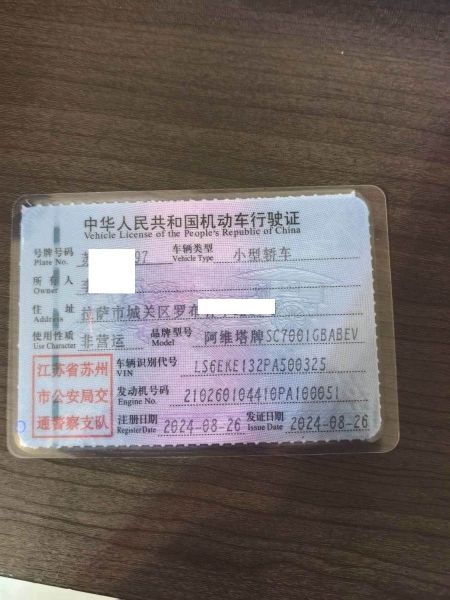 中华人民共和国机动车行驶证
Vehicle License of the People's Republic of China
号牌号码 苏 97 车辆类型 小型轿车
Plate No. Vehicle Type
所有人 李
Owner
住址 拉萨市城关区罗布
Address
使用性质 非营运 品牌型号 阿维塔牌SC7001GBABEV
Use Character Model
江苏省苏州
市公安局交
通警察支队
车辆识别代号 LS6EKE132PA500325
VIN
发动机号码 210260104410PA100051
Engine No.
注册日期 2024-08-26 发证日期 2024-08-26
Register Date Issue Date